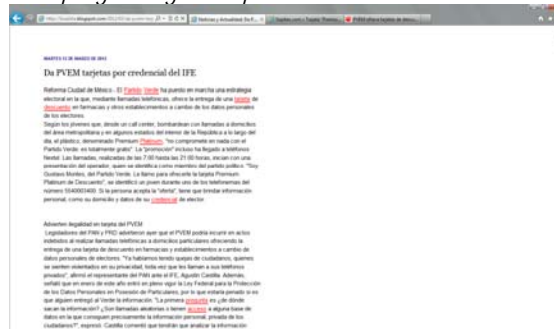 MARTES 13 DE MARZO DE 2012
Da PVEM tarjetas por credencial del IFE
Reforma Ciudad de México.- El Partido Verde ha puesto en marcha una estrategia
electoral en la que, mediante llamadas telefónicas, ofrece la entrega de una tarjeta de
descuento en farmacias y otros establecimientos a cambio de los datos personales
de los electores.
Según los jóvenes que, desde un call center, bombardean con llamadas a domicilios
del área metropolitana y en algunos estados del interior de la República a lo largo del
día, el plástico, denominado Premium Platinum, "no compromete en nada con el
Partido Verde: es totalmente gratis". La "promoción" incluso ha llegado a teléfonos
Nextel. Las llamadas, realizadas de las 7:00 hasta las 21:00 horas, inician con una
presentación del operador, quien se identifica como miembro del partido político. "Soy
Gustavo Montes, del Partido Verde. Le llamo para ofrecerle la tarjeta Premium
Platinum de Descuento", se identificó un joven durante uno de los telefonemas del
número 5040003400. Si la persona acepta la "oferta", tiene que brindar información
personal, como su domicilio y datos de su credencial de elector.
Advierten ilegalidad en tarjeta del PVEM
Legisladores del PAN y PRD advirtieron ayer que el PVEM podría incurrir en actos
indebidos al realizar llamadas telefónicas a domicilios particulares ofreciendo la
entrega de una tarjeta de descuento en farmacias y establecimientos a cambio de
datos personales de electores. "Ya habíamos tenido quejas de ciudadanos, quienes
se sienten violentados en su privacidad, toda vez que les llaman a sus teléfonos
privados", afirmó el representante del PAN ante el IFE, Agustín Castilla. Además,
señaló que en enero de este año entró en pleno vigor la Ley Federal para la Protección
de los Datos Personales en Posesión de Particulares, por lo que estaría penado si es
que alguien entregó al Verde la información. "La primera pregunta es ¿de dónde
sacan la información? ¿Son llamadas aleatorias o tienen acceso a alguna base de
datos en la que consiguen precisamente la información personal, privada de los
ciudadanos?", expresó. Castilla comentó que tendrán que analizar la información